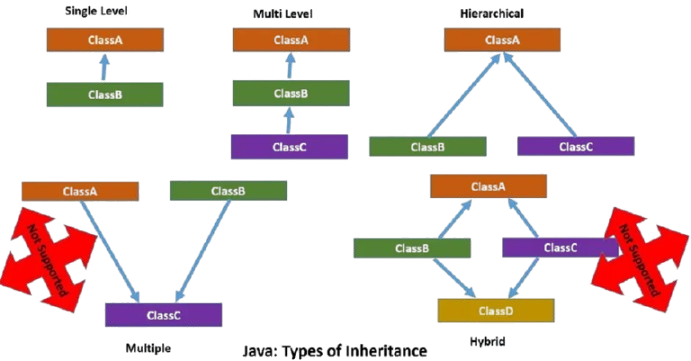 Single Level
ClassA
ClassB
Multi Level
ClassA
ClassB
ClassC
Hierarchical
ClassA
ClassB
ClassC
ClassA
ClassB
Not Supported
ClassC
Multiple
ClassA
ClassB
ClassC
Not Supported
ClassD
Hybrid
Java: Types of Inheritance